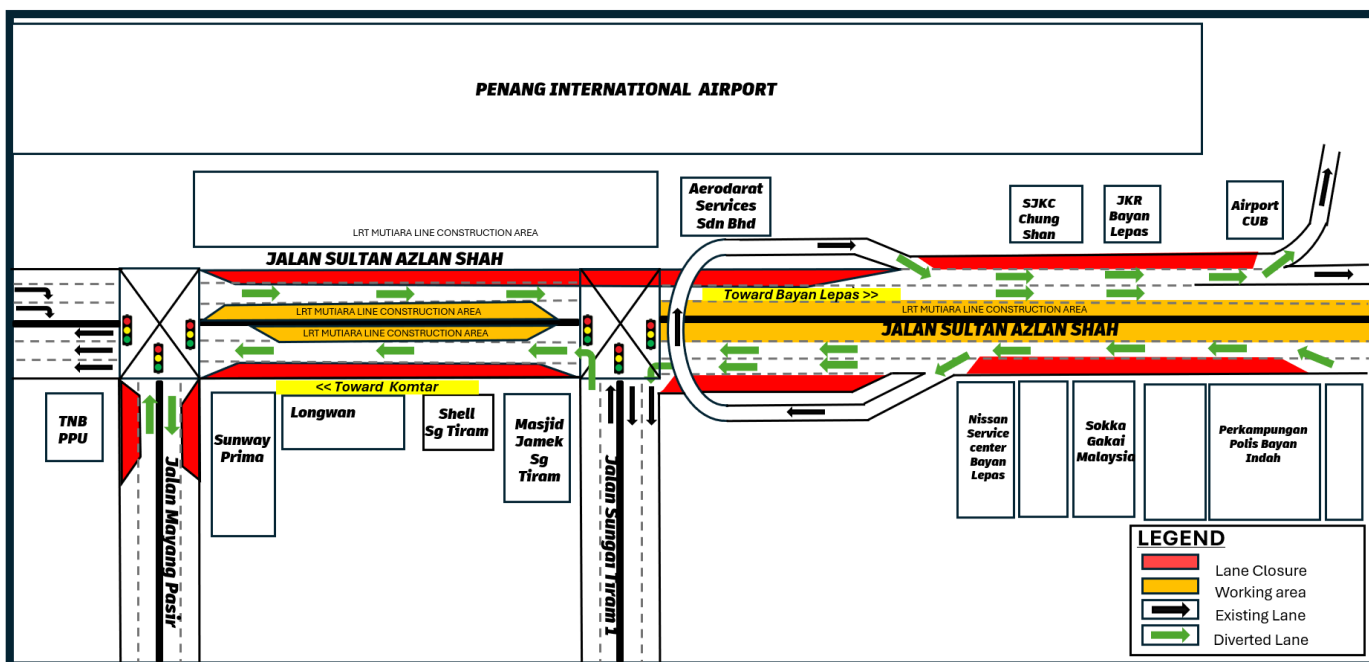 PENANG INTERNATIONAL AIRPORT
LRT MUTIARA LINE CONSTRUCTION AREA
JALAN SULTAN AZLAN SHAH
Aerodarat
Services
Sdn Bhd
SJKC
Chung
Shan
JKR
Bayan
Lepas
Airport
CUB
Toward Bayan Lepas >>
LRT MUTIARA LINE CONSTRUCTION AREA
LRT MUTIARA LINE CONSTRUCTION AREA
LRT MUTIARA LINE CONSTRUCTION AREA
JALAN SULTAN AZLAN SHAH
<< Toward Komtar
TNB
PPU
Sunway
Prima
Longwan
Shell
Sg Tiram
Masjid
Jamek
Sg
Tiram
Nissan
Service
center
Bayan
Lepas
Sokka
Gakai
Malaysia
Perkampungan
Polis Bayan
Indah
Jalan Mayang Pasir
Jalan Sungai Tiram 1
LEGEND
Lane Closure
Working area
Existing Lane
Diverted Lane